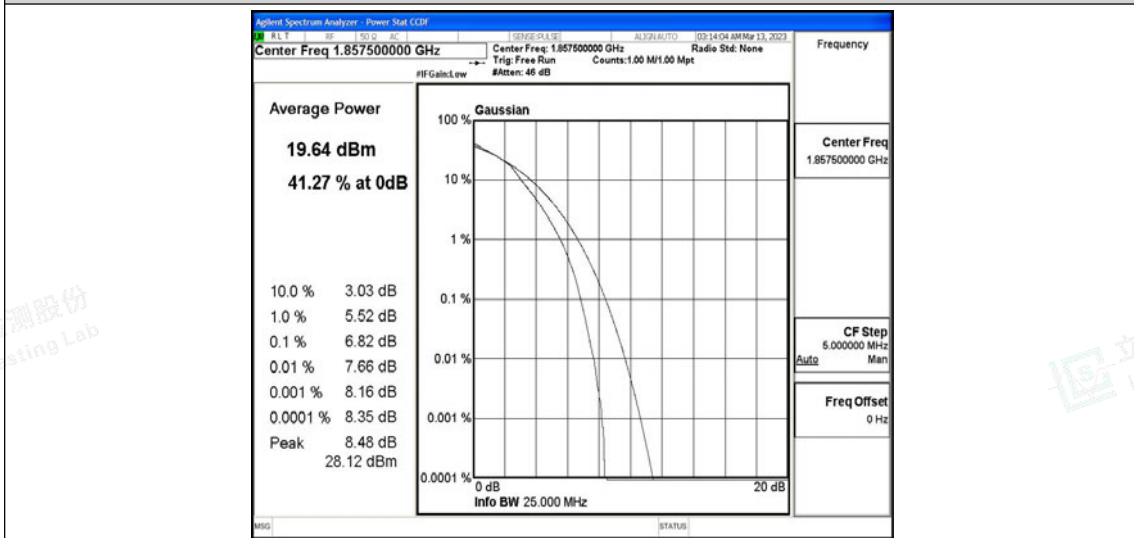 Agilent Spectrum Analyzer - Power Stat CCDF
RLT RF 50 Ω AC SENSE:PULSE ALIGNAUTO 03:14:04 AM Mar 13, 2023
Center Freq 1.857500000 GHz
Center Freq: 1.857500000 GHz Radio Std: None
Trig: Free Run Counts:1.00 M/1.00 Mpt
#IFGain:Low #Atten: 46 dB
Frequency
Average Power
19.64 dBm
41.27 % at 0dB
10.0 % 3.03 dB
1.0 % 5.52 dB
0.1 % 6.82 dB
0.01 % 7.66 dB
0.001 % 8.16 dB
0.0001 % 8.35 dB
Peak 8.48 dB
28.12 dBm
Gaussian
100 %
10 %
1 %
0.1 %
0.01 %
0.001 %
0.0001 %
0 dB 20 dB
Info BW 25.000 MHz
Center Freq
1.857500000 GHz
CF Step
5.000000 MHz
Auto Man
Freq Offset
0 Hz
MSG STATUS
测股份
sting Lab
立